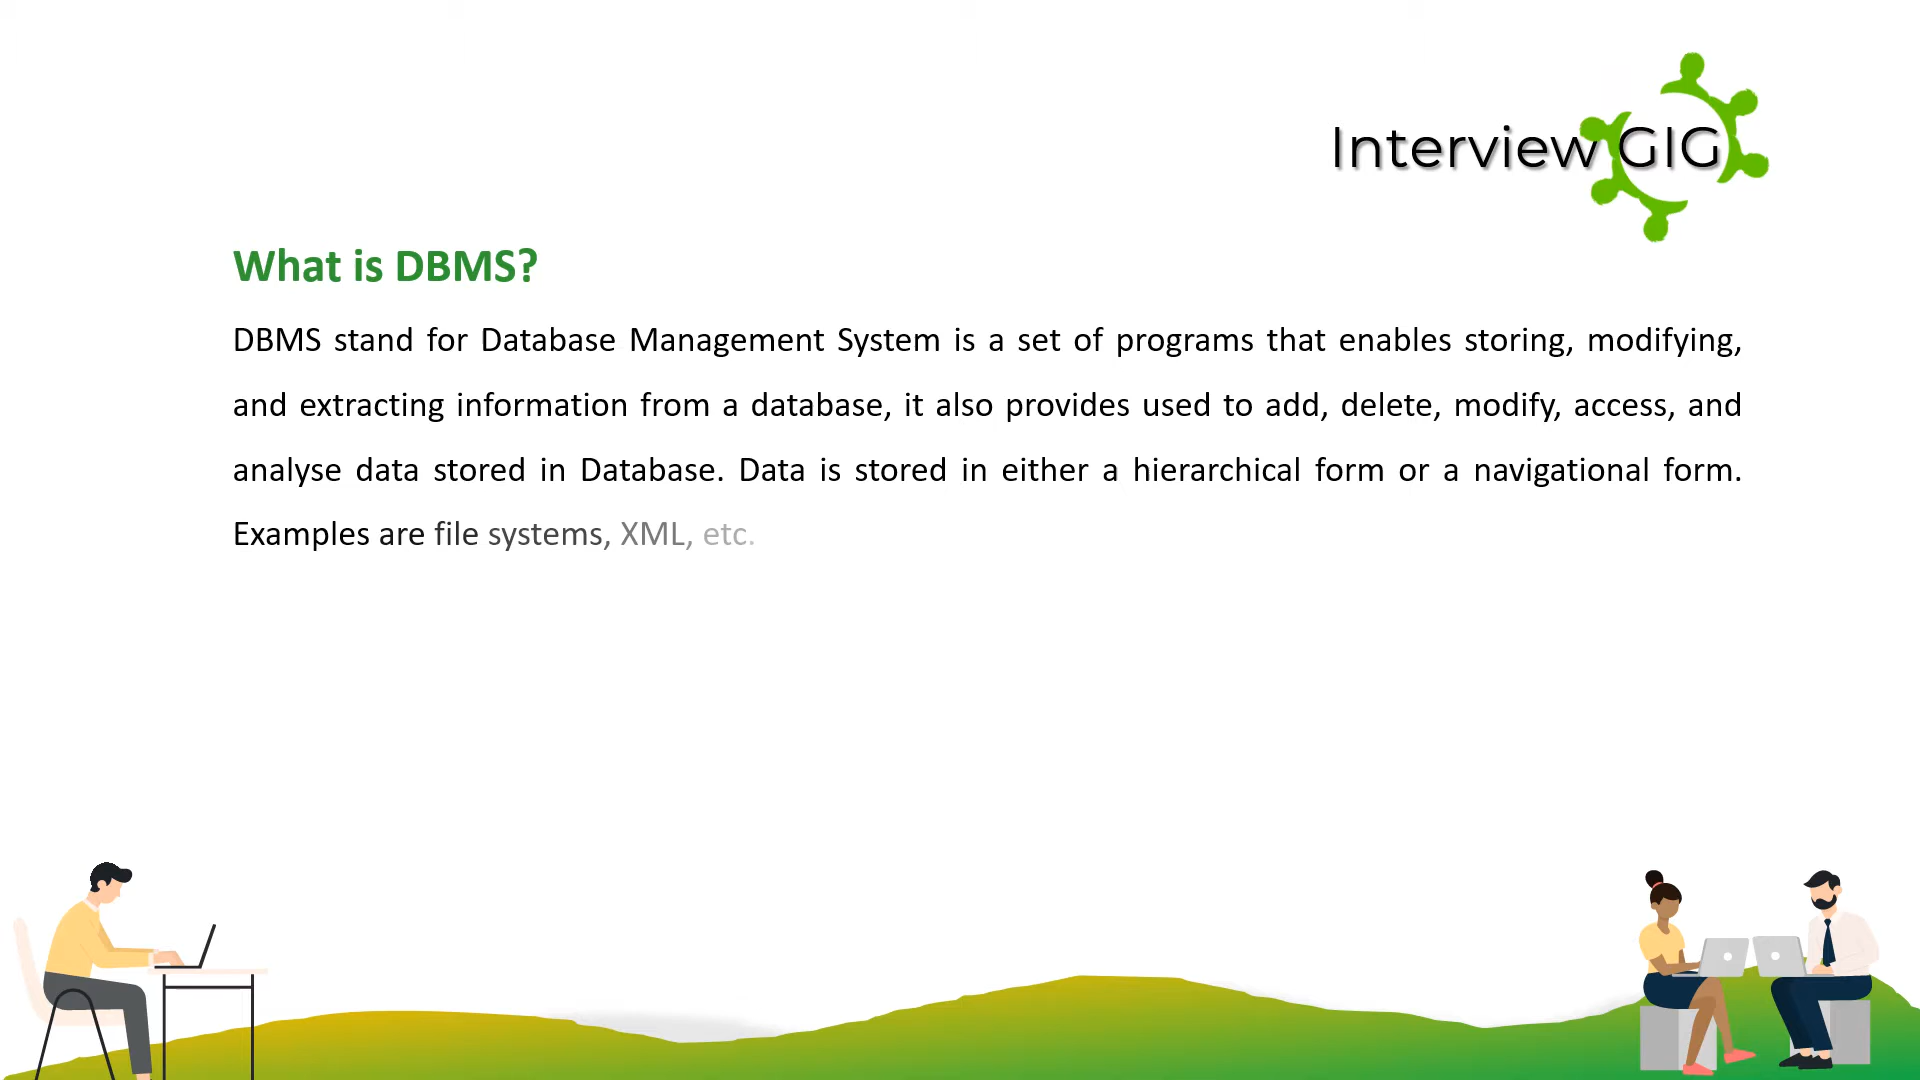 Interview GIG
What is DBMS?
DBMS stand for Database Management System is a set of programs that enables storing, modifying,
and extracting information from a database, it also provides used to add, delete, modify, access, and
analyse data stored in Database. Data is stored in either a hierarchical form or a navigational form.
Examples are file systems, XML, etc.